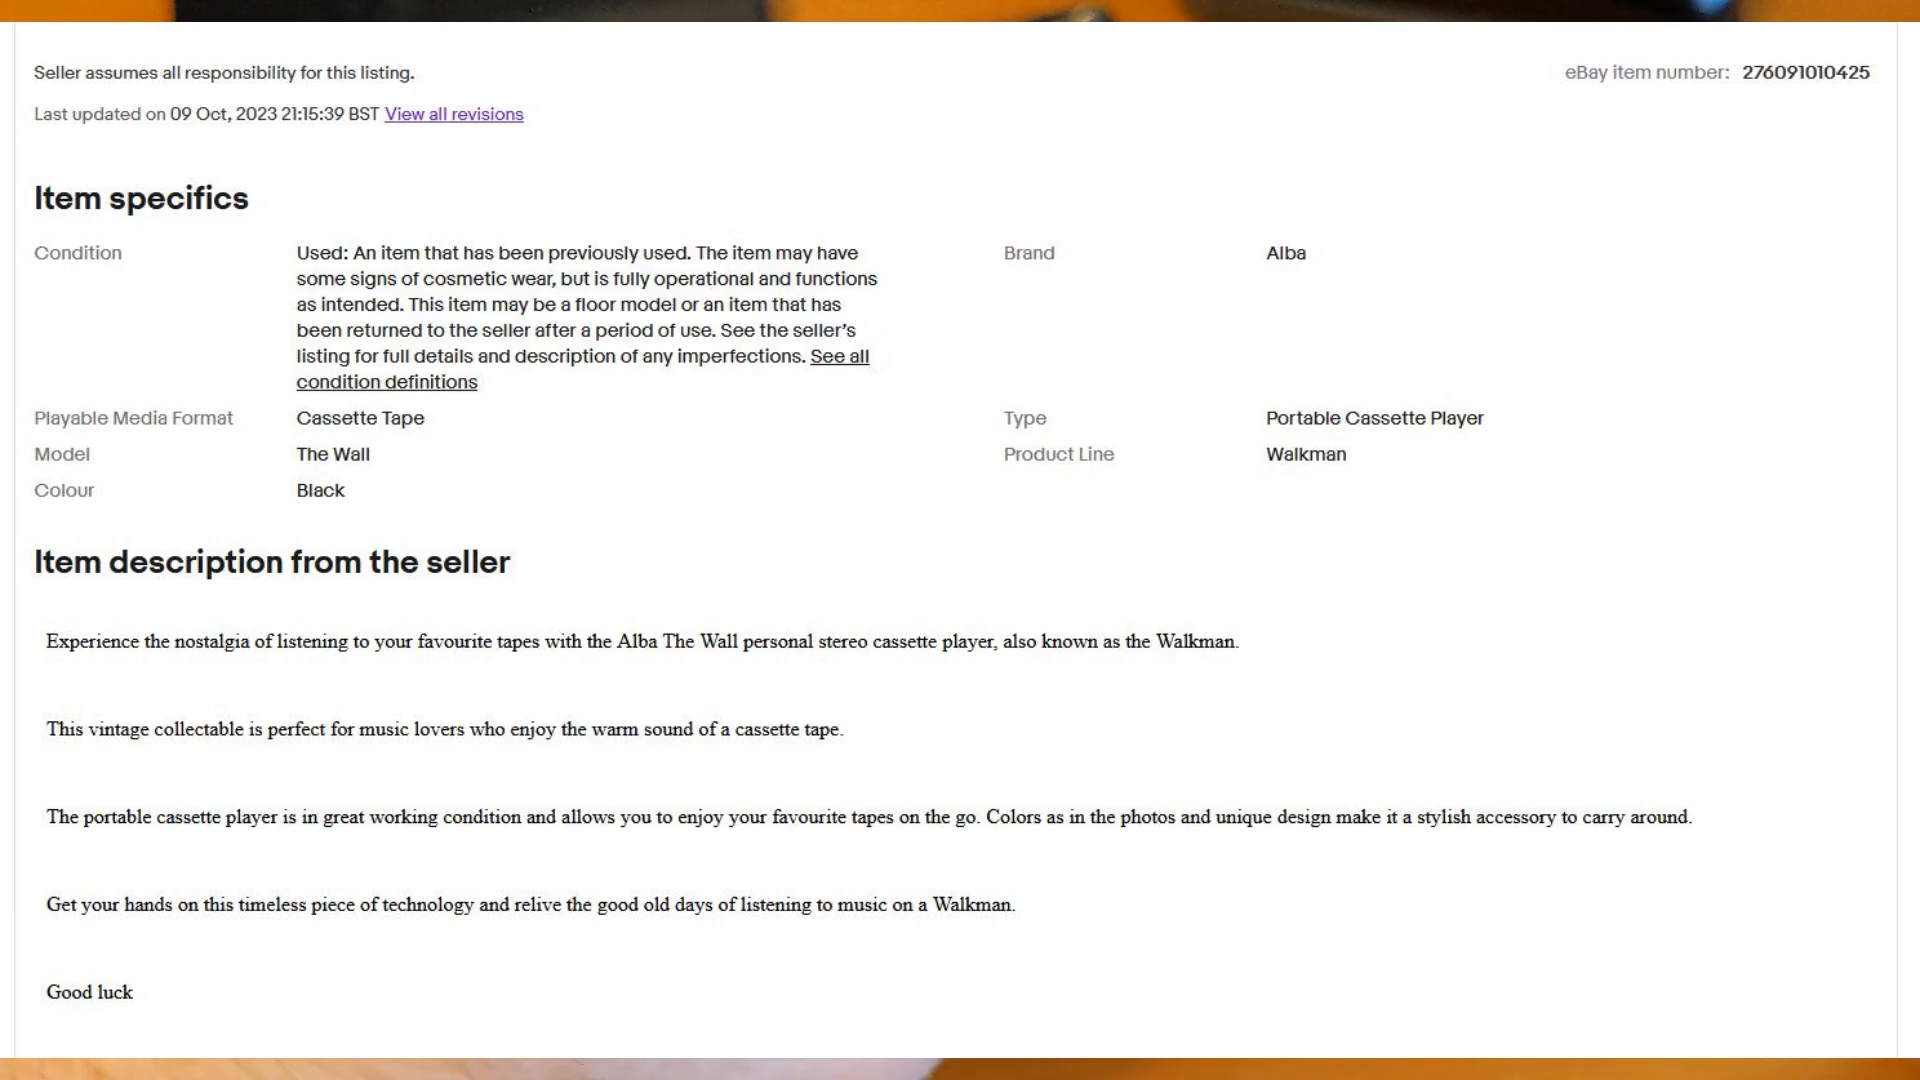 Seller assumes all responsibility for this listing.
eBay item number: 276091010425
Last updated on 09 Oct, 2023 21:15:39 BST View all revisions
Item specifics
Condition
Used: An item that has been previously used. The item may have
some signs of cosmetic wear, but is fully operational and functions
as intended. This item may be a floor model or an item that has
been returned to the seller after a period of use. See the seller's
listing for full details and description of any imperfections. See all
condition definitions
Brand
Alba
Playable Media Format
Cassette Tape
Type
Portable Cassette Player
Model
The Wall
Product Line
Walkman
Colour
Black
Item description from the seller
Experience the nostalgia of listening to your favourite tapes with the Alba The Wall personal stereo cassette player, also known as the Walkman.
This vintage collectable is perfect for music lovers who enjoy the warm sound of a cassette tape.
The portable cassette player is in great working condition and allows you to enjoy your favourite tapes on the go. Colors as in the photos and unique design make it a stylish accessory to carry around.
Get your hands on this timeless piece of technology and relive the good old days of listening to music on a Walkman.
Good luck